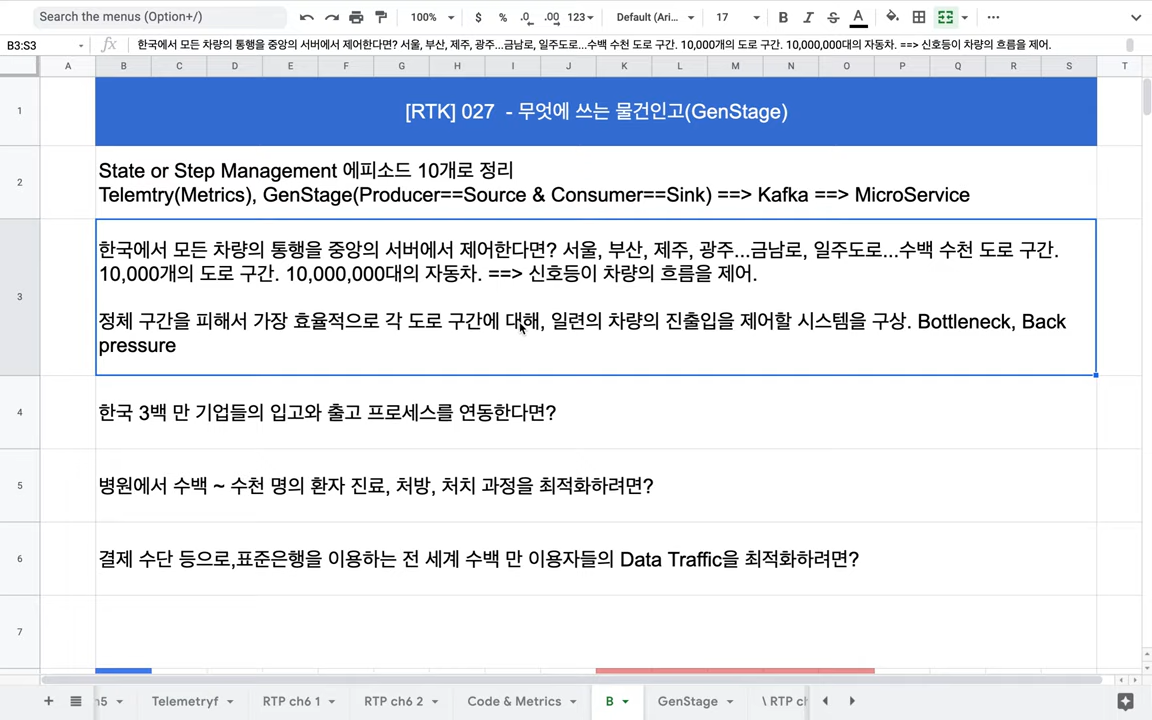 Search the menus (Option+/)
100%
$ % .0 .00 123
Default (Ari...
17
B I S A
B3:S3
fx 한국에서 모든 차량의 통행을 중앙의 서버에서 제어한다면? 서울, 부산, 제주, 광주...금남로, 일주도로...수백 수천 도로 구간. 10,000개의 도로 구간. 10,000,000대의 자동차. ==> 신호등이 차량의 흐름을 제어.
A B C D E F G H I J K L M N O P Q R S T
1
[RTK] 027 - 무엇에 쓰는 물건인고(GenStage)
2
State or Step Management 에피소드 10개로 정리
Telemtry(Metrics), GenStage(Producer==Source & Consumer==Sink) ==> Kafka ==> MicroService
3
한국에서 모든 차량의 통행을 중앙의 서버에서 제어한다면? 서울, 부산, 제주, 광주...금남로, 일주도로...수백 수천 도로 구간.
10,000개의 도로 구간. 10,000,000대의 자동차. ==> 신호등이 차량의 흐름을 제어.
정체 구간을 피해서 가장 효율적으로 각 도로 구간에 대해, 일련의 차량의 진출입을 제어할 시스템을 구상. Bottleneck, Back
pressure
4
한국 3백 만 기업들의 입고와 출고 프로세스를 연동한다면?
5
병원에서 수백 ~ 수천 명의 환자 진료, 처방, 처치 과정을 최적화하려면?
6
결제 수단 등으로,표준은행을 이용하는 전 세계 수백 만 이용자들의 Data Traffic을 최적화하려면?
7
Telemetryf
RTP ch6 1
RTP ch6 2
Code & Metrics
B
GenStage